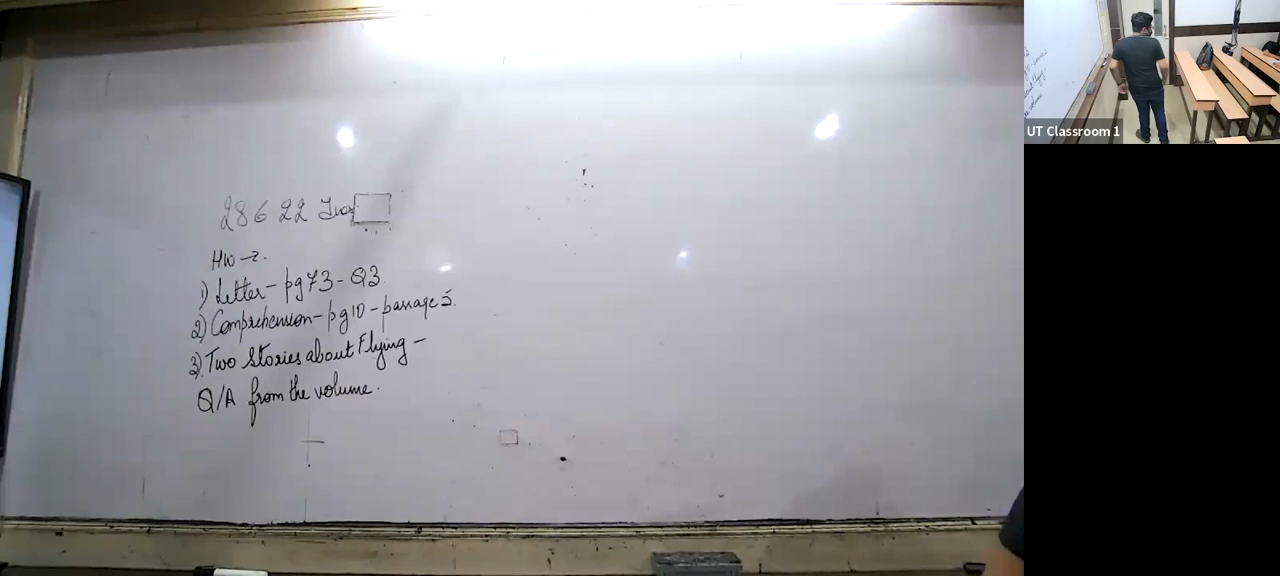 28 6 22
HW →
1) Letter - pg 73 - Q3.
2) Comprehension - pg 10 - passage 5.
3) Two Stories about Flying -
Q/A from the volume.
UT Classroom 1